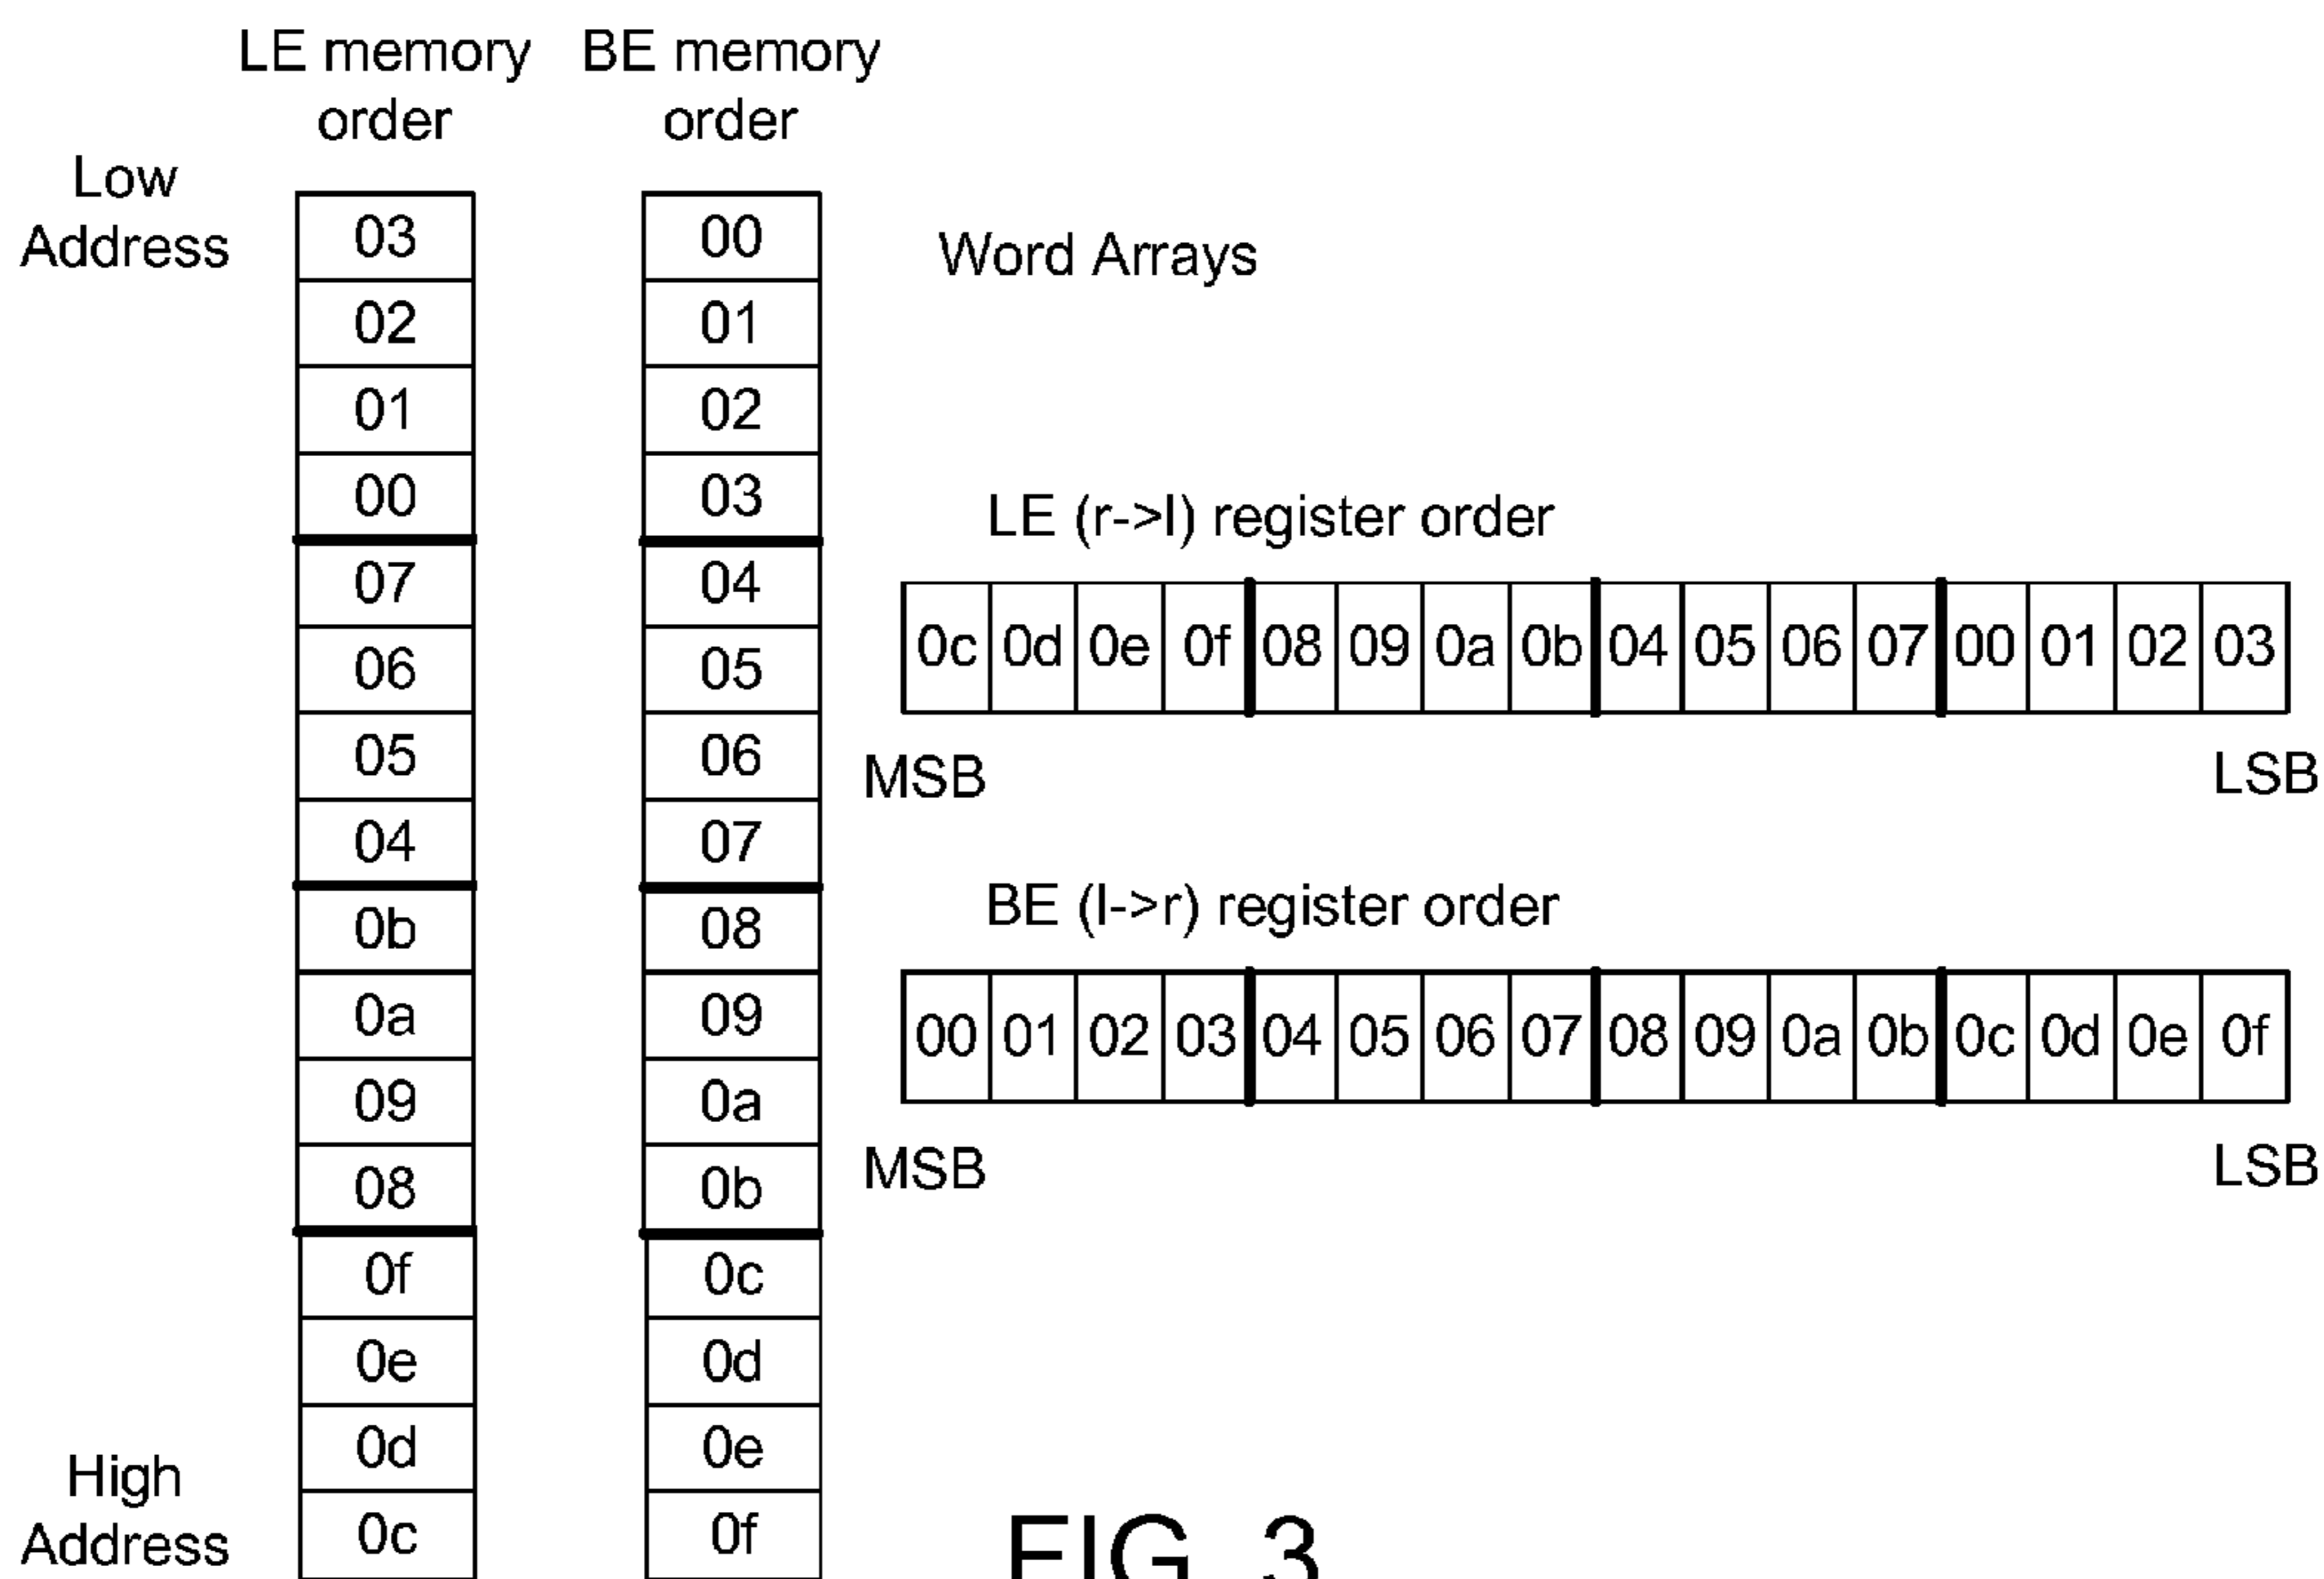 LE memory order
BE memory order
Low Address
03 00
02 01
01 02
00 03
07 04
06 05
05 06
04 07
0b 08
0a 09
09 0a
08 0b
0f 0c
0e 0d
0d 0e
0c 0f
High Address
Word Arrays
LE (r->l) register order
0c 0d 0e 0f 08 09 0a 0b 04 05 06 07 00 01 02 03
MSB LSB
BE (l->r) register order
00 01 02 03 04 05 06 07 08 09 0a 0b 0c 0d 0e 0f
MSB LSB
FIG. 3